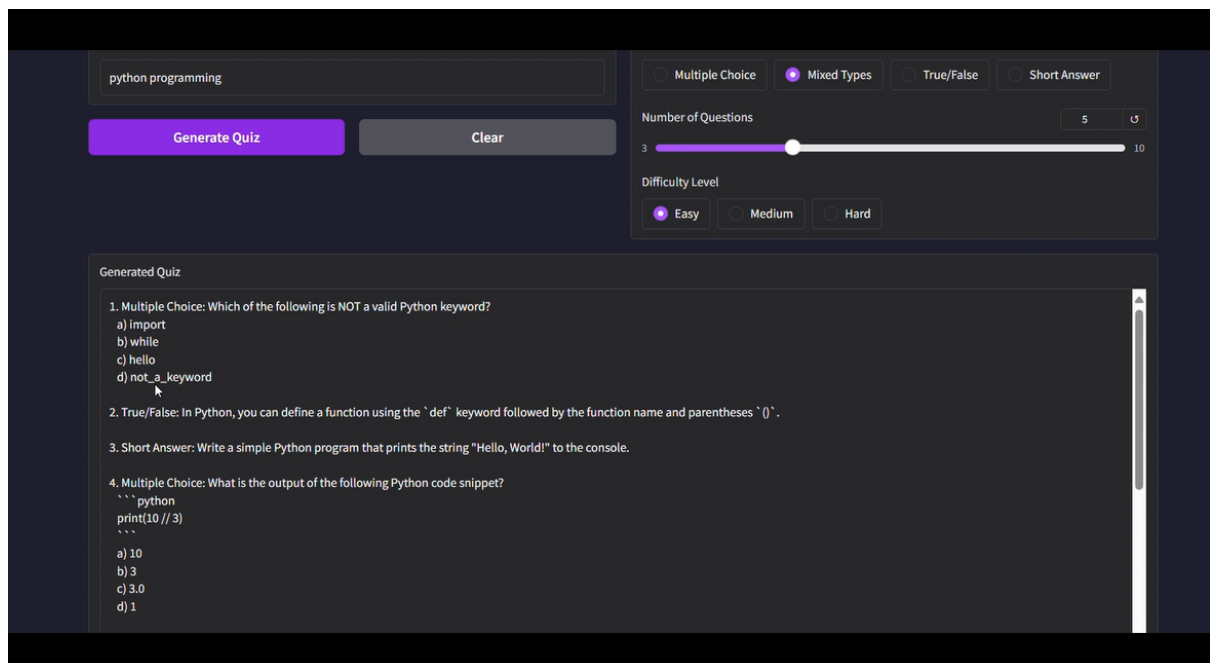 python programming
Multiple Choice
Mixed Types
True/False
Short Answer
Generate Quiz
Clear
Number of Questions
5
↺
3
10
Difficulty Level
Easy
Medium
Hard
Generated Quiz
1. Multiple Choice: Which of the following is NOT a valid Python keyword?
a) import
b) while
c) hello
d) not_a_keyword
2. True/False: In Python, you can define a function using the `def` keyword followed by the function name and parentheses `()`.
3. Short Answer: Write a simple Python program that prints the string "Hello, World!" to the console.
4. Multiple Choice: What is the output of the following Python code snippet?
```python
print(10 // 3)
```
a) 10
b) 3
c) 3.0
d) 1